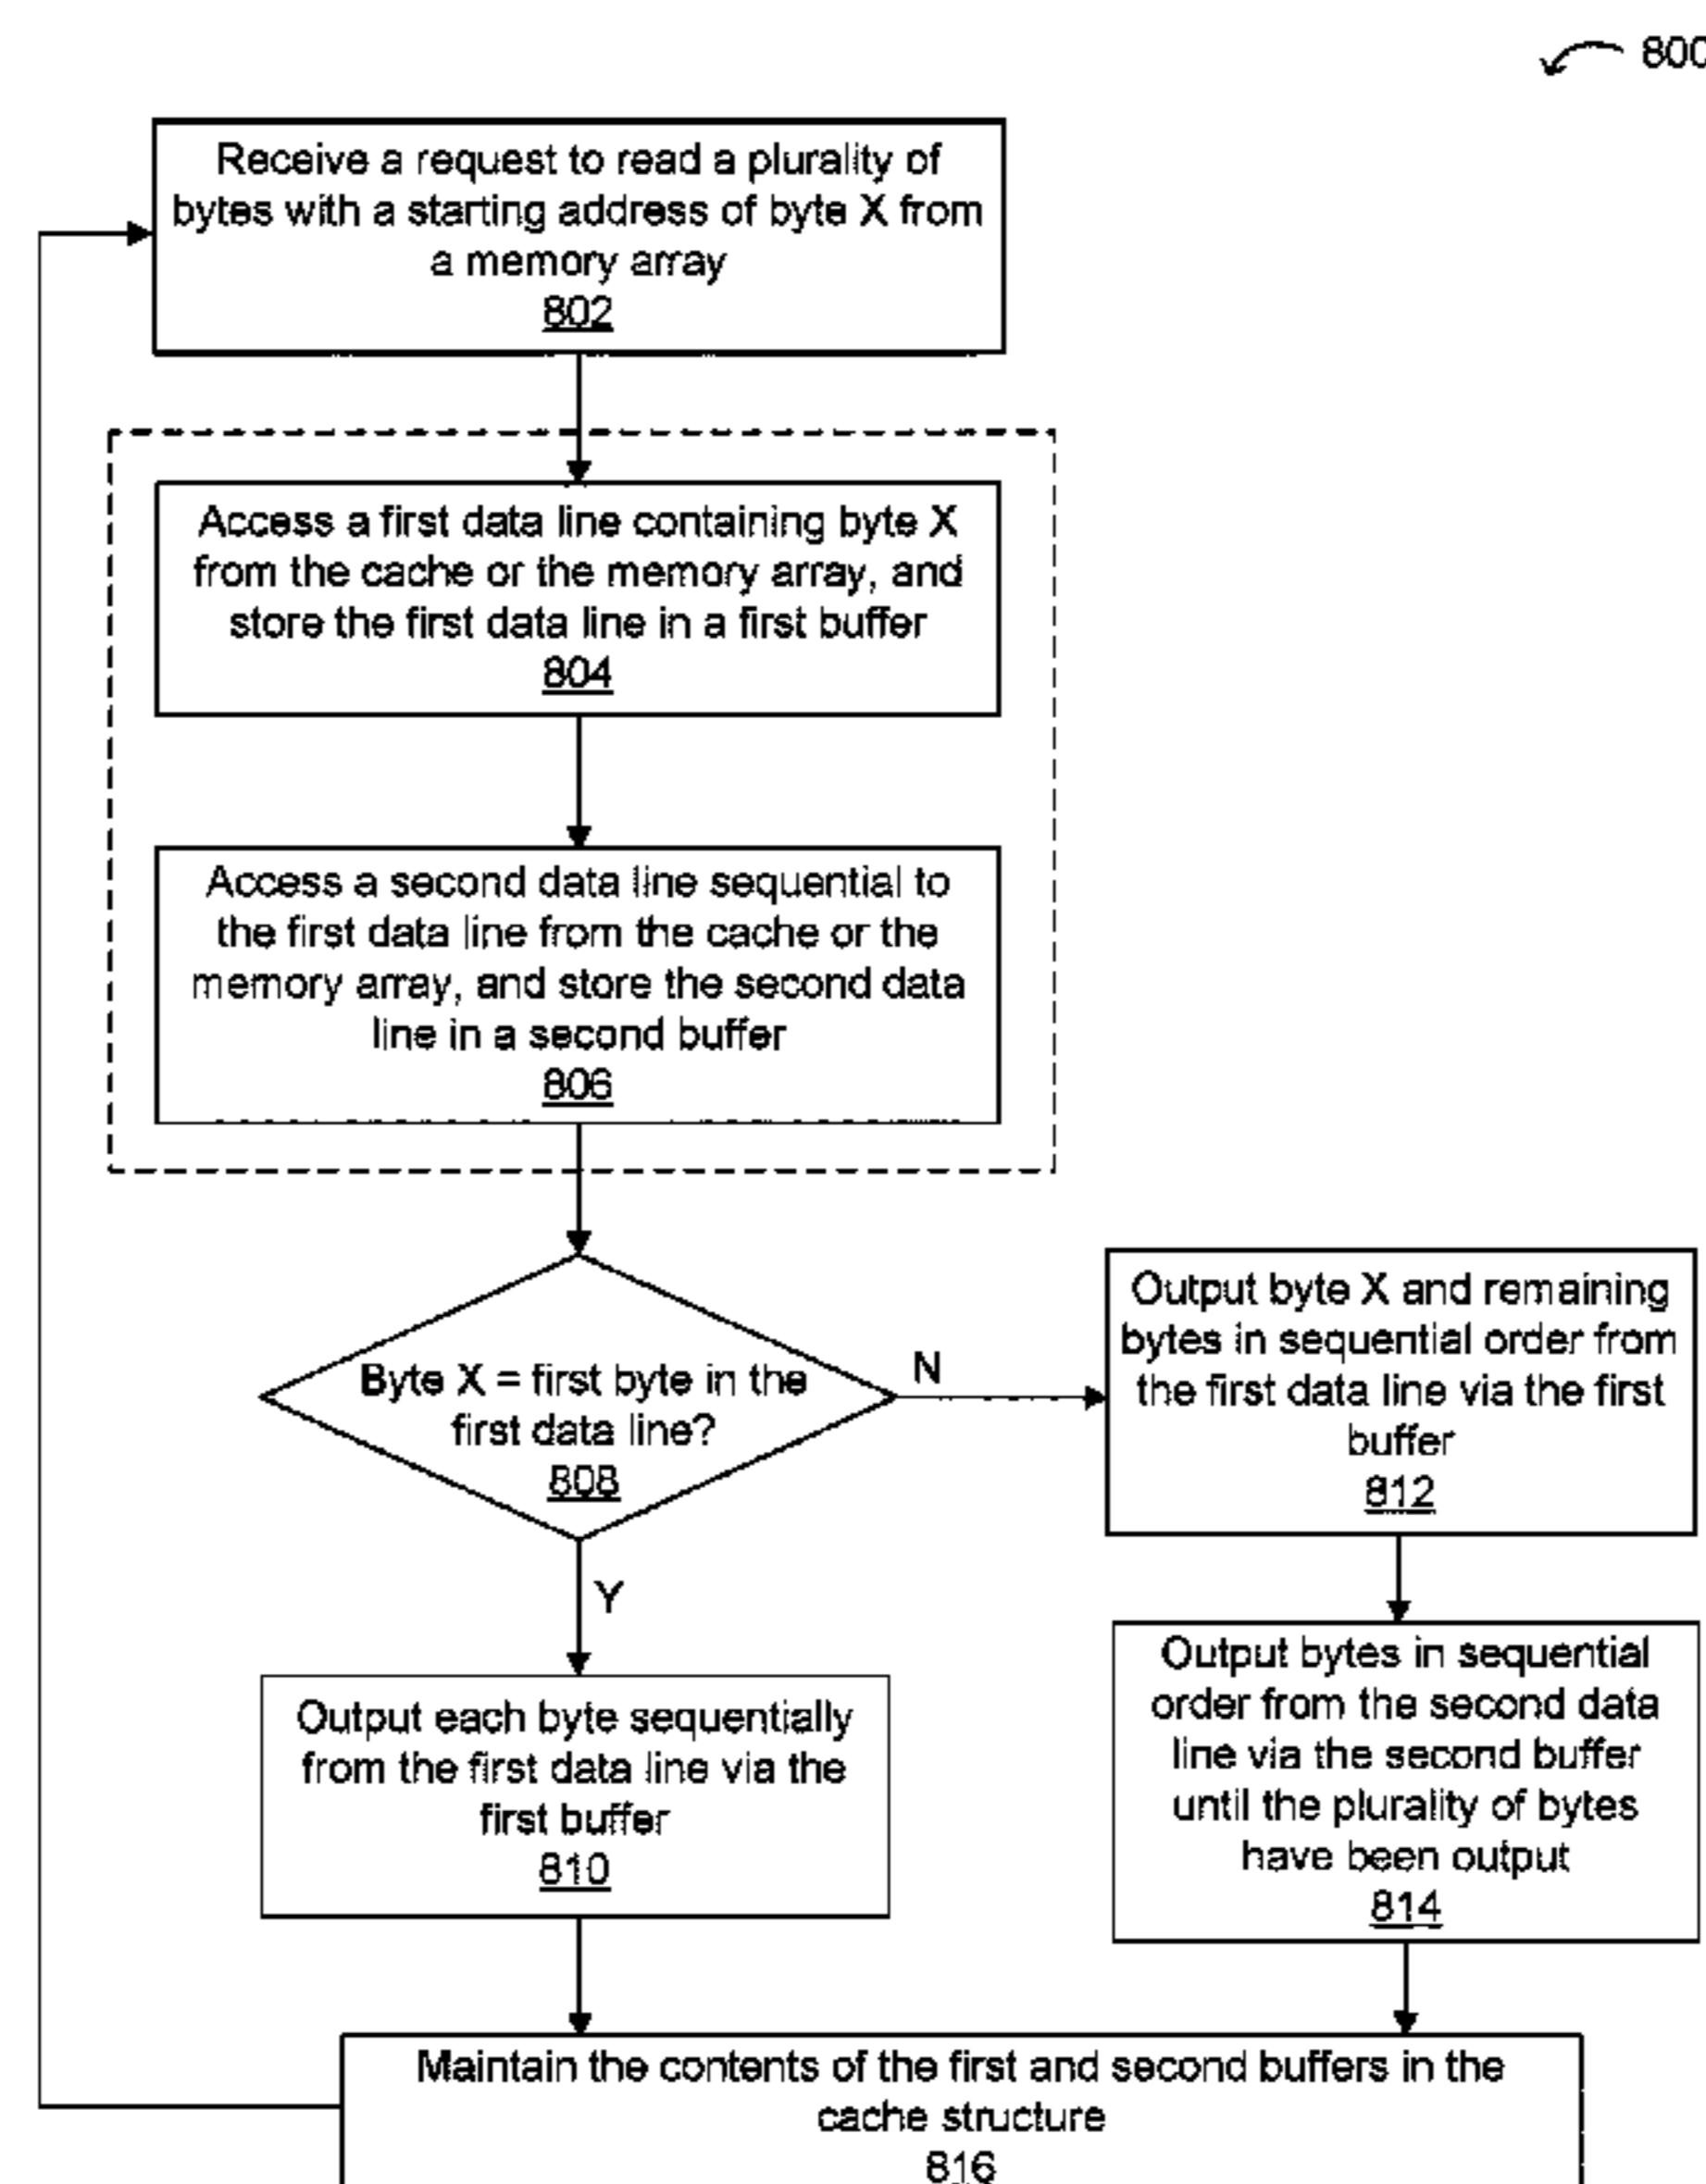 800
Receive a request to read a plurality of
bytes with a starting address of byte X from
a memory array
802
Access a first data line containing byte X
from the cache or the memory array, and
store the first data line in a first buffer
804
Access a second data line sequential to
the first data line from the cache or the
memory array, and store the second data
line in a second buffer
806
Byte X = first byte in the
first data line?
808
N
Y
Output byte X and remaining
bytes in sequential order from
the first data line via the first
buffer
812
Output each byte sequentially
from the first data line via the
first buffer
810
Output bytes in sequential
order from the second data
line via the second buffer
until the plurality of bytes
have been output
814
Maintain the contents of the first and second buffers in the
cache structure
816